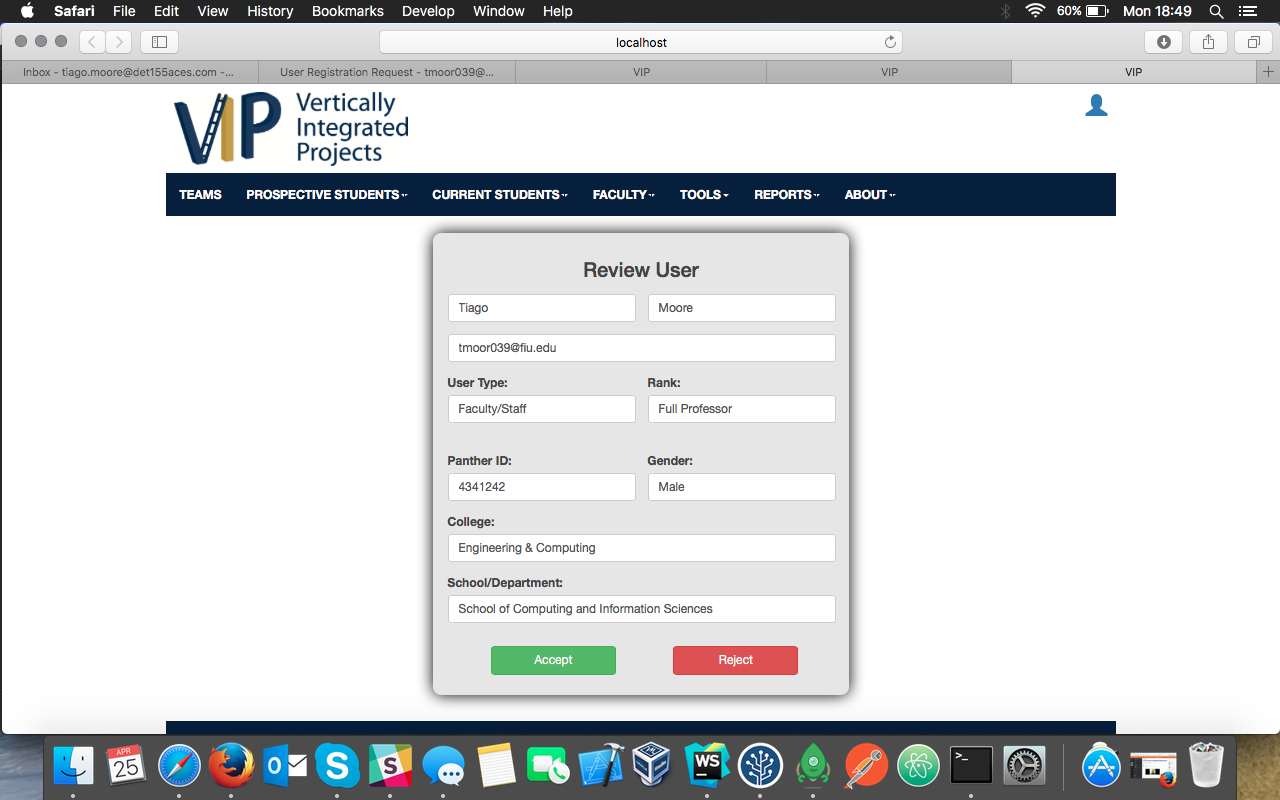 Safari File Edit View History Bookmarks Develop Window Help 60% Mon 18:49
localhost
Inbox - tiago.moore@det155aces.com -... User Registration Request - tmoor039@... VIP VIP VIP
VIP Vertically
Integrated
Projects
TEAMS PROSPECTIVE STUDENTS CURRENT STUDENTS FACULTY TOOLS REPORTS ABOUT
Review User
Tiago Moore
tmoor039@fiu.edu
User Type: Rank:
Faculty/Staff Full Professor
Panther ID: Gender:
4341242 Male
College:
Engineering & Computing
School/Department:
School of Computing and Information Sciences
Accept Reject
APR
25
WS